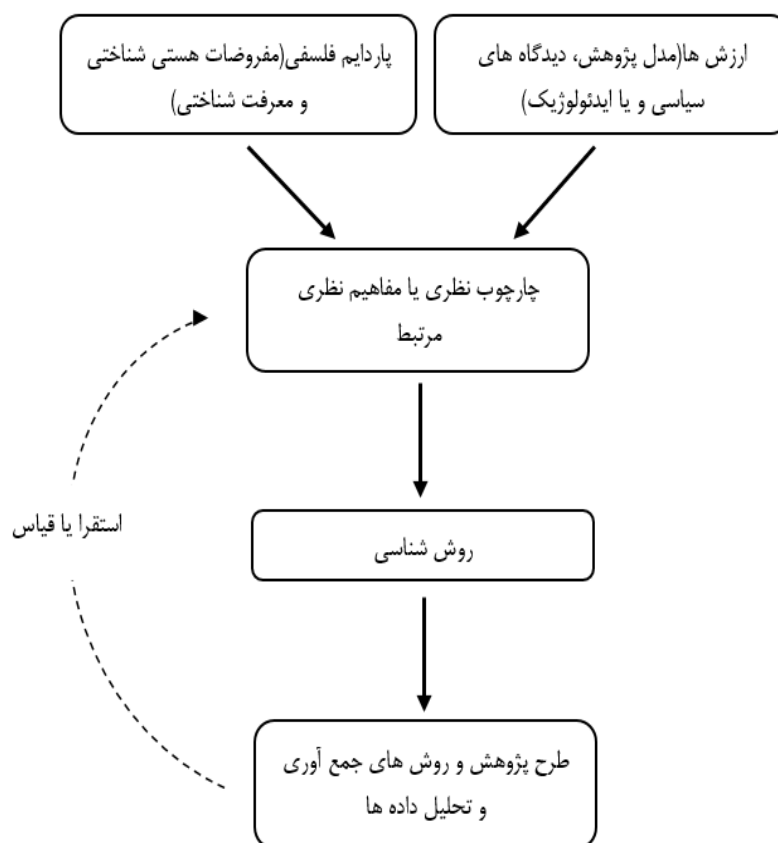 ارزش ها(مدل پژوهش، دیدگاه های
سیاسی و یا ایدئولوژیک)
پاردایم فلسفی(مفروضات هستی شناختی
و معرفت شناختی)
چارچوب نظری یا مفاهیم نظری
مرتبط
استقرا یا قیاس
روش شناسی
طرح پژوهش و روش های جمع آوری
و تحلیل داده ها